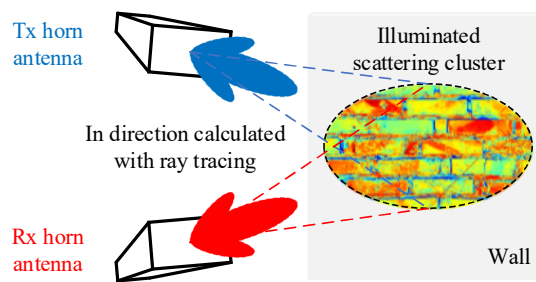 Tx horn
antenna
Illuminated
scattering cluster
In direction calculated
with ray tracing
Rx horn
antenna
Wall